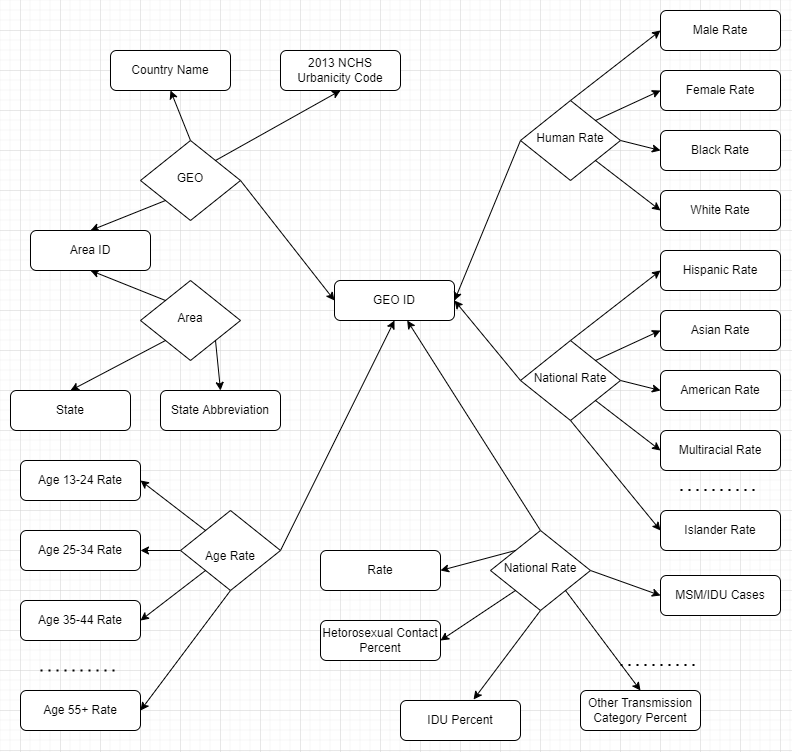 Male Rate
Country Name
2013 NCHS
Urbanicity Code
Female Rate
Human Rate
Black Rate
GEO
White Rate
Area ID
Hispanic Rate
GEO ID
Area
Asian Rate
National Rate
American Rate
State
State Abbreviation
Multiracial Rate
Age 13-24 Rate
..........
Islander Rate
Age 25-34 Rate
Age Rate
Rate
National Rate
MSM/IDU Cases
Age 35-44 Rate
Hetorosexual Contact
Percent
..........
..........
Age 55+ Rate
IDU Percent
Other Transmission
Category Percent